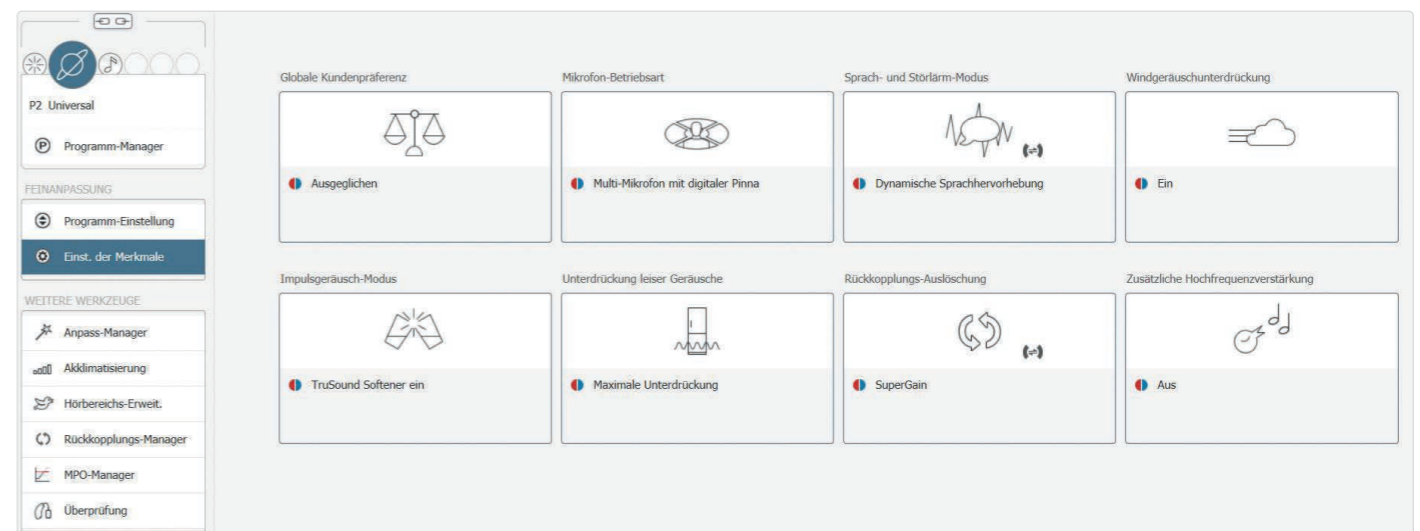 P2 Universal
Programm-Manager
FEINANPASSUNG
Programm-Einstellung
Einst. der Merkmale
WEITERE WERKZEUGE
Anpass-Manager
Akklimatisierung
Hörbereichs-Erweit.
Rückkopplungs-Manager
MPO-Manager
Überprüfung
Globale Kundenpräferenz
Ausgeglichen
Mikrofon-Betriebsart
Multi-Mikrofon mit digitaler Pinna
Sprach- und Störlärm-Modus
Dynamische Sprachhervorhebung
Windgeräuschunterdrückung
Ein
Impulsgeräusch-Modus
TruSound Softener ein
Unterdrückung leiser Geräusche
Maximale Unterdrückung
Rückkopplungs-Auslöschung
SuperGain
Zusätzliche Hochfrequenzverstärkung
Aus